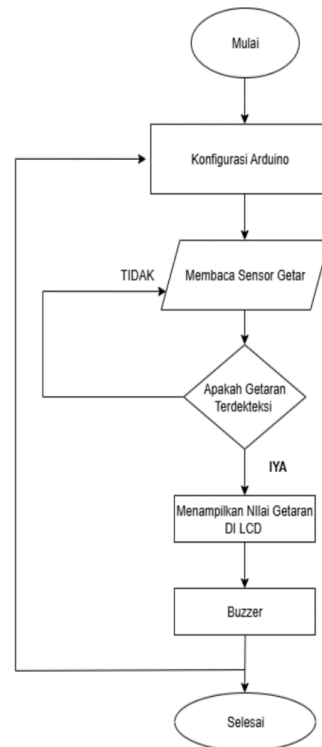 Mulai
Konfigurasi Arduino
TIDAK
Membaca Sensor Getar
Apakah Getaran
Terdekteksi
IYA
Menampilkan NIlai Getaran
DI LCD
Buzzer
Selesai